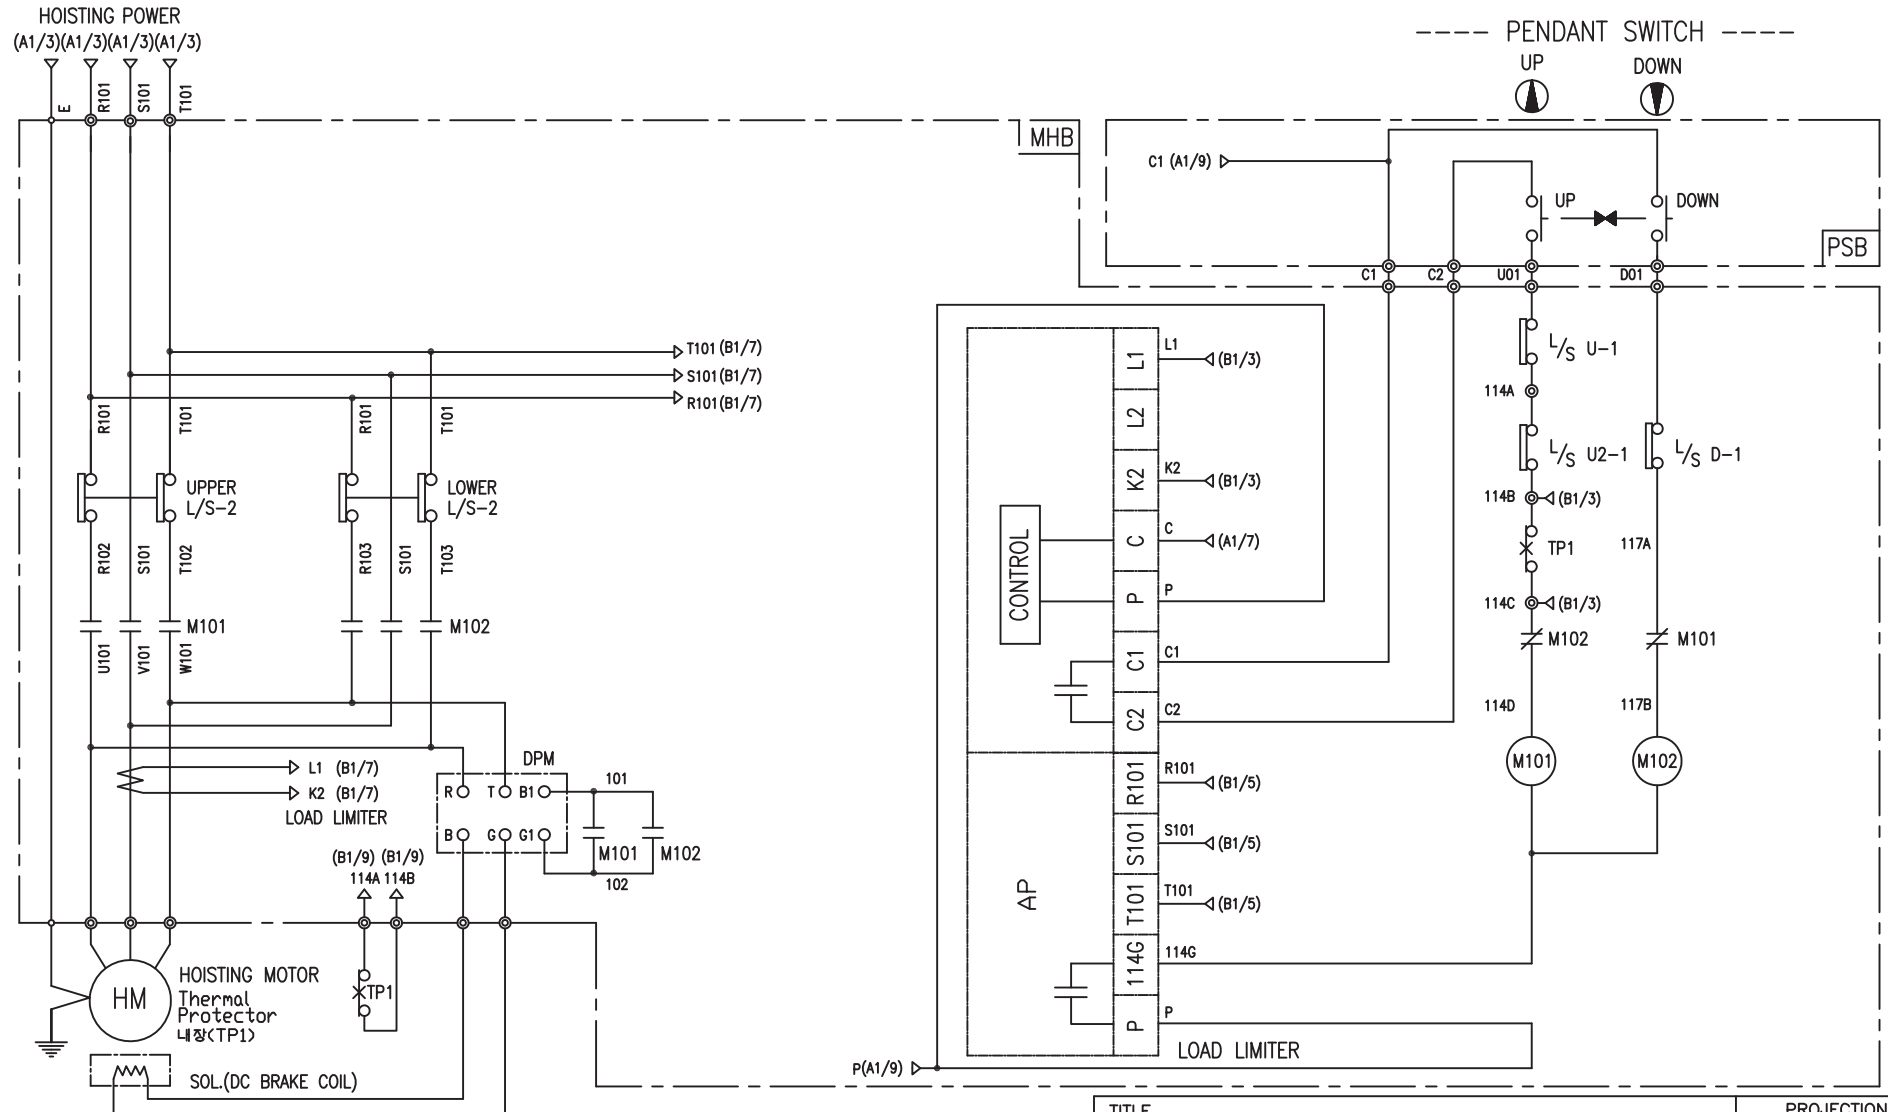 HOISTING POWER
(A1/3)(A1/3)(A1/3)(A1/3)
E
R101
S101
T101
MHB
---- PENDANT SWITCH ----
UP
DOWN
C1 (A1/9)
UP
DOWN
PSB
C1
C2
U01
D01
T101 (B1/7)
S101 (B1/7)
R101 (B1/7)
R101
T101
R101
T101
UPPER
L/S-2
LOWER
L/S-2
R102
S101
T102
R103
S101
T103
M101
M102
U101
V101
W101
L1 (B1/7)
K2 (B1/7)
LOAD LIMITER
DPM
R
T
B1
B
G
G1
101
M101
M102
102
(B1/9) (B1/9)
114A 114B
TP1
HM
HOISTING MOTOR
Thermal
Protector
내장(TP1)
SOL.(DC BRAKE COIL)
CONTROL
AP
L1
L1
(B1/3)
L2
K2
K2
(B1/3)
C
C
(A1/7)
P
P
C1
C1
C2
C2
R101
R101
(B1/5)
S101
S101
(B1/5)
T101
T101
(B1/5)
114G
114G
P
P
LOAD LIMITER
P(A1/9)
L/S U-1
114A
L/S U2-1
L/S D-1
114B
(B1/3)
TP1
117A
114C
(B1/3)
M102
M101
114D
117B
M101
M102
TITLE
PROJECTION